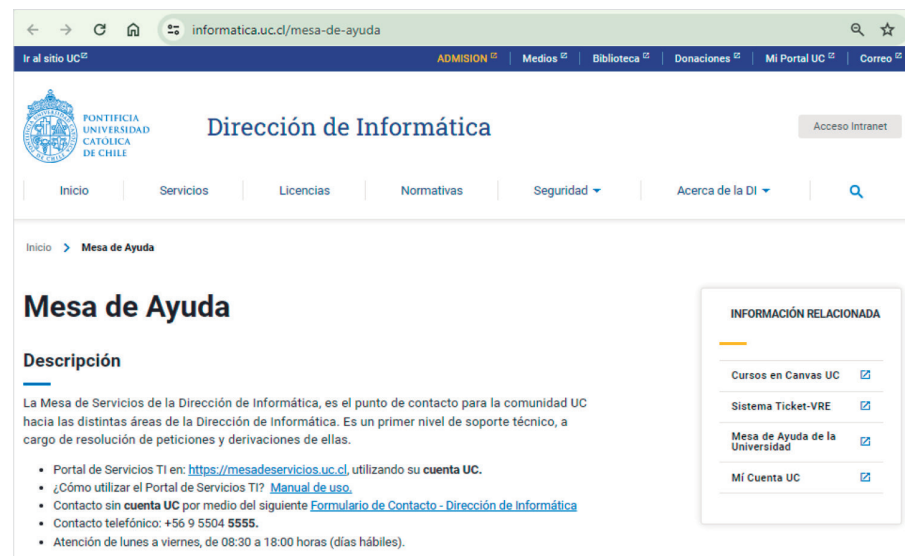 informatica.uc.cl/mesa-de-ayuda
Ir al sitio UC
ADMISION
Medios
Biblioteca
Donaciones
Mi Portal UC
Correo
PONTIFICIA
UNIVERSIDAD
CATÓLICA
DE CHILE
Dirección de Informática
Acceso Intranet
Inicio
Servicios
Licencias
Normativas
Seguridad
Acerca de la DI
Inicio > Mesa de Ayuda
Mesa de Ayuda
Descripción
La Mesa de Servicios de la Dirección de Informática, es el punto de contacto para la comunidad UC
hacia las distintas áreas de la Dirección de Informática. Es un primer nivel de soporte técnico, a
cargo de resolución de peticiones y derivaciones de ellas.
• Portal de Servicios TI en: https://mesadeservicios.uc.cl, utilizando su cuenta UC.
• ¿Cómo utilizar el Portal de Servicios TI? Manual de uso.
• Contacto sin cuenta UC por medio del siguiente Formulario de Contacto - Dirección de Informática
• Contacto telefónico: +56 9 5504 5555.
• Atención de lunes a viernes, de 08:30 a 18:00 horas (días hábiles).
INFORMACIÓN RELACIONADA
Cursos en Canvas UC
Sistema Ticket-VRE
Mesa de Ayuda de la
Universidad
Mí Cuenta UC